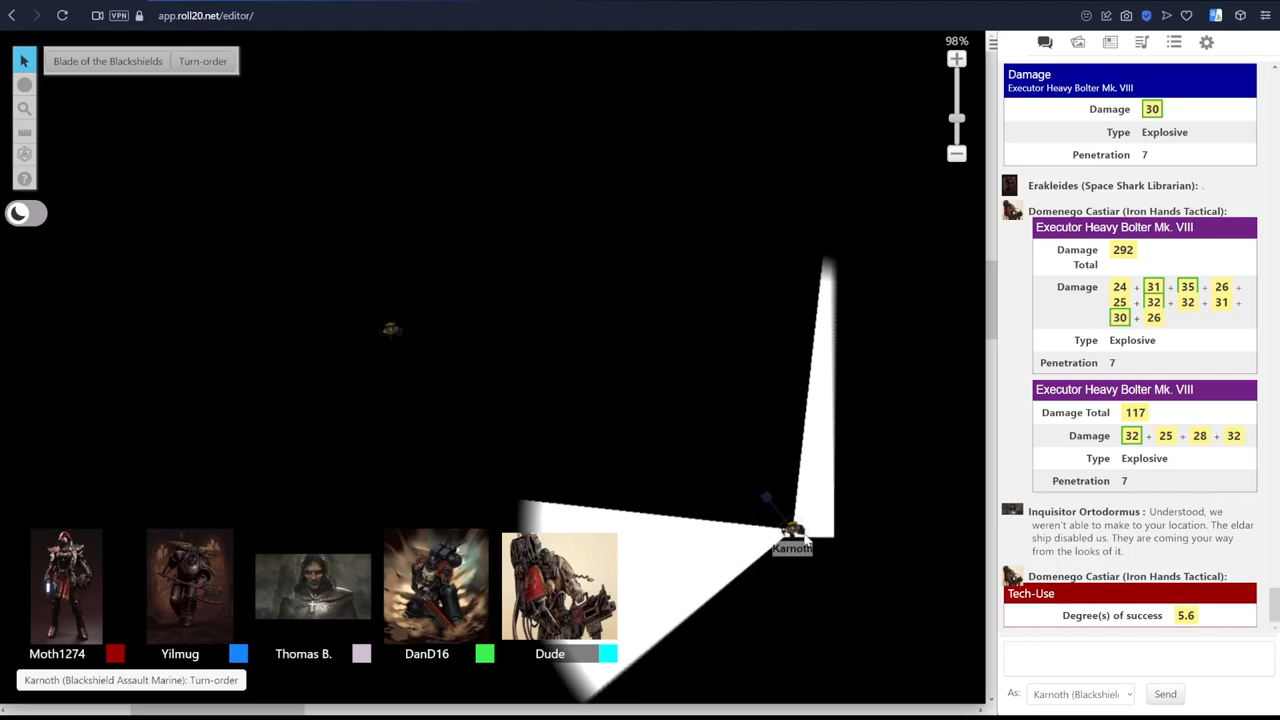 VPN
app.roll20.net/editor/
Blade of the Blackshields
Turn-order
98%
Karnoth
Moth1274
Yilmug
Thomas B.
DanD16
Dude
Karnoth (Blackshield Assault Marine): Turn-order
Damage
Executor Heavy Bolter Mk. VIII
Damage 30
Type Explosive
Penetration 7
Erakleides (Space Shark Librarian): .
Domenego Castiar (Iron Hands Tactical):
Executor Heavy Bolter Mk. VIII
Damage 292
Total
Damage 24 + 31 + 35 + 26 +
25 + 32 + 32 + 31 +
30 + 26
Type Explosive
Penetration 7
Executor Heavy Bolter Mk. VIII
Damage Total 117
Damage 32 + 25 + 28 + 32
Type Explosive
Penetration 7
Inquisitor Ortodormus : Understood, we
weren't able to make to your location. The eldar
ship disabled us. They are coming your way
from the looks of it.
Domenego Castiar (Iron Hands Tactical):
Tech-Use
Degree(s) of success 5.6
As: Karnoth (Blackshiel
Send